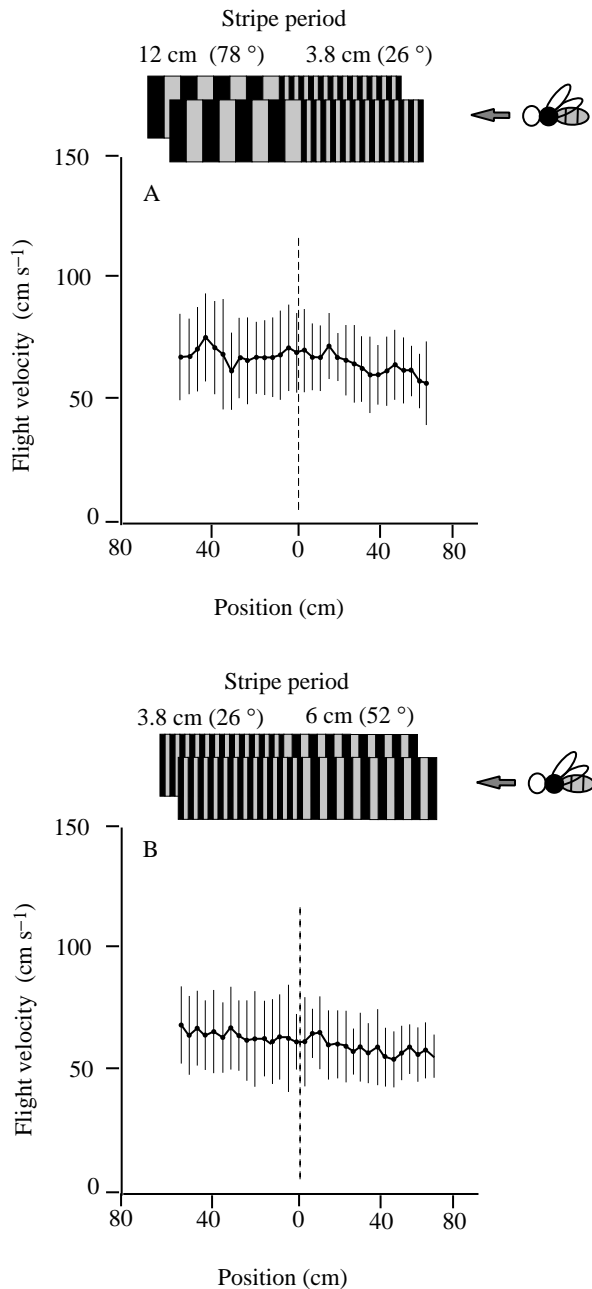 Stripe period
12 cm (78 °) 3.8 cm (26 °)
150
A
100
50
0
Flight velocity (cm s⁻¹)
80 40 0 40 80
Position (cm)
Stripe period
3.8 cm (26 °) 6 cm (52 °)
150
B
100
50
0
Flight velocity (cm s⁻¹)
80 40 0 40 80
Position (cm)